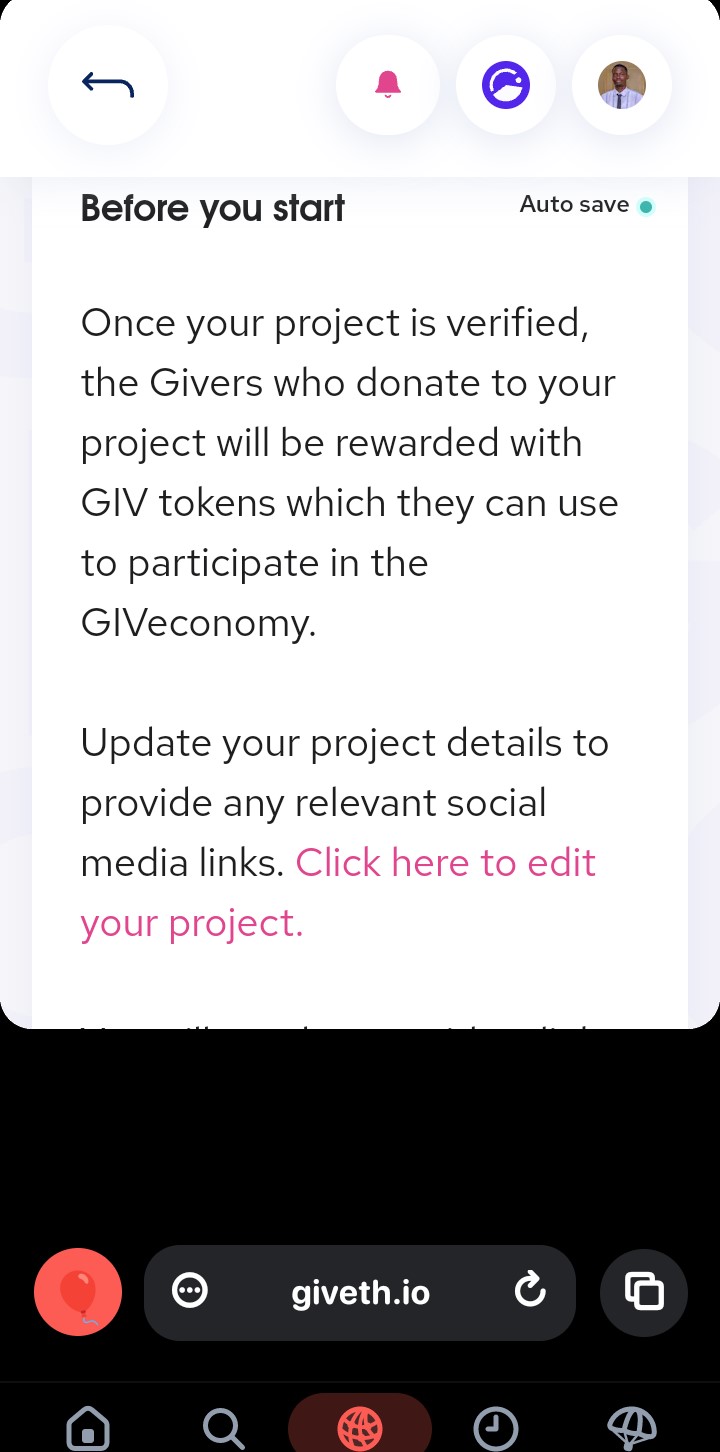 Before you start
Auto save
Once your project is verified,
the Givers who donate to your
project will be rewarded with
GIV tokens which they can use
to participate in the
GIVeconomy.
Update your project details to
provide any relevant social
media links. Click here to edit
your project.
giveth.io